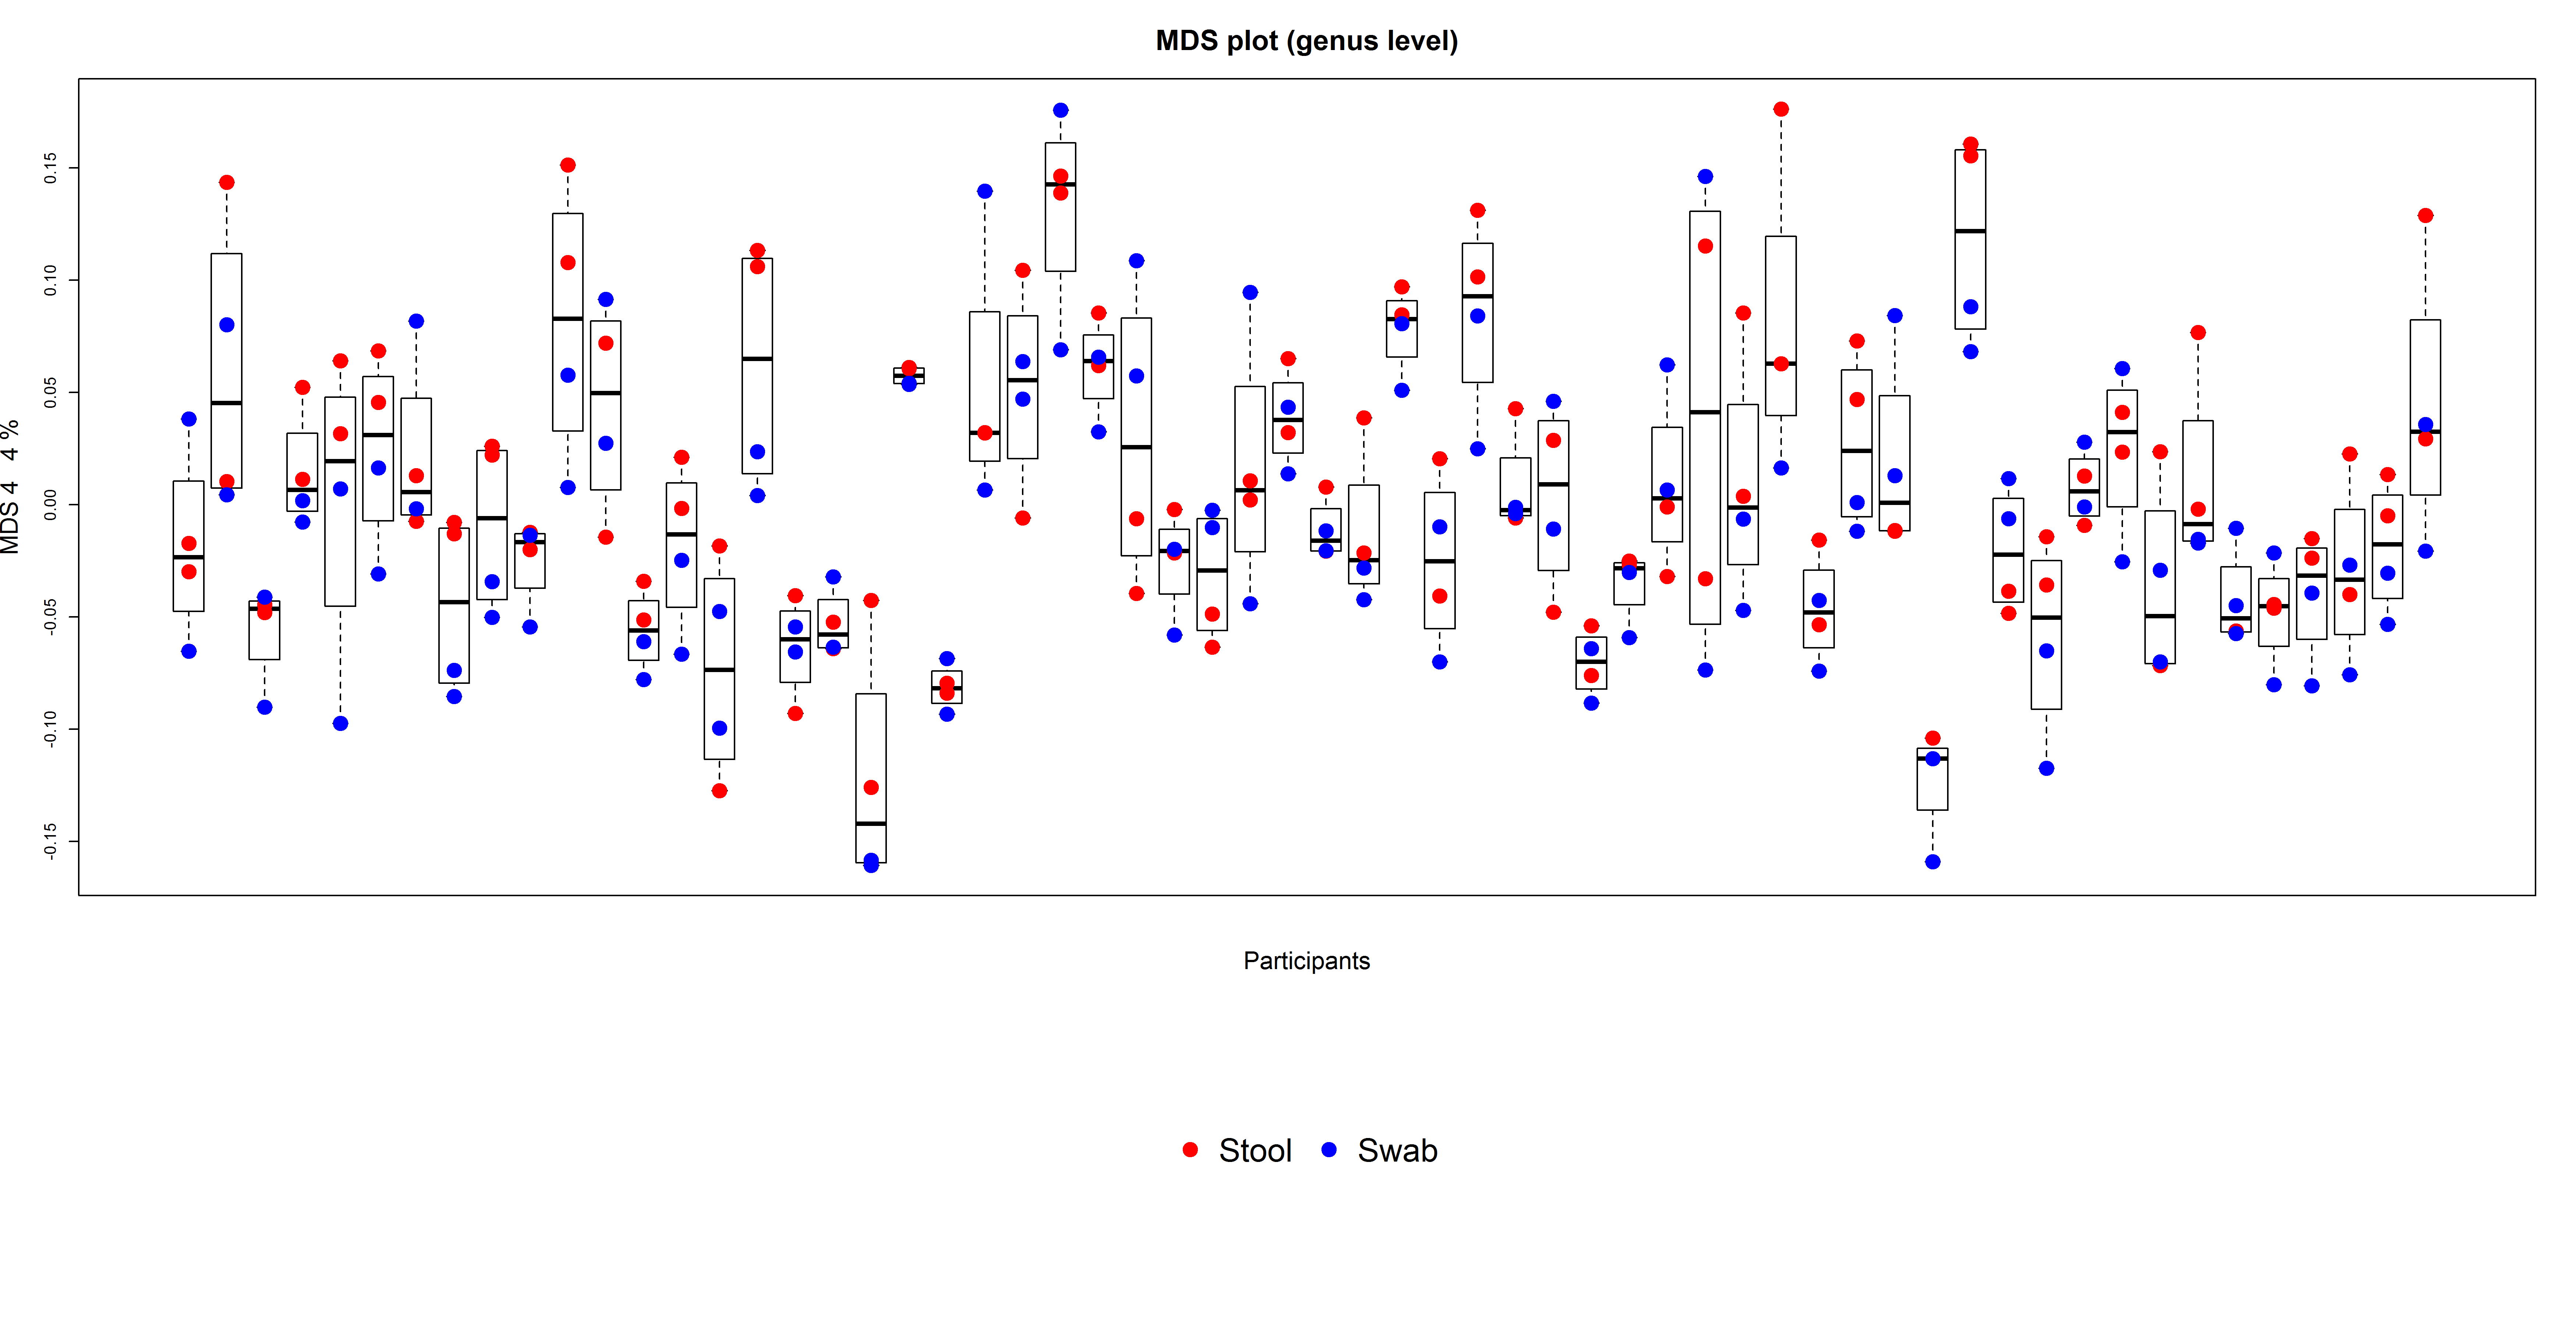 MDS plot (genus level)
MDS 4 4 %
0.15
0.10
0.05
0.00
-0.05
-0.10
-0.15
Participants
Stool Swab